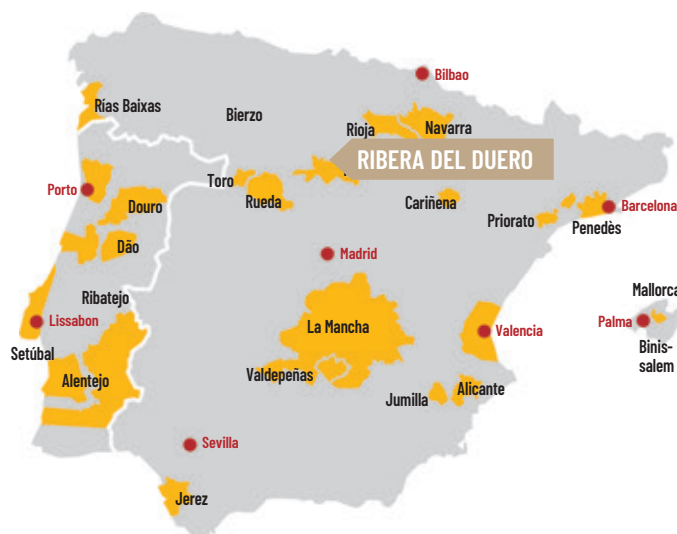 Bilbao
Rías Baixas
Bierzo
Rioja
Navarra
RIBERA DEL DUERO
Toro
Rueda
Porto
Douro
Cariñena
Priorato
Barcelona
Penedès
Dão
Madrid
Ribatejo
Mallorca
Lissabon
La Mancha
Valencia
Palma
Setúbal
Binis-
salem
Alentejo
Valdepeñas
Jumilla
Alicante
Sevilla
Jerez